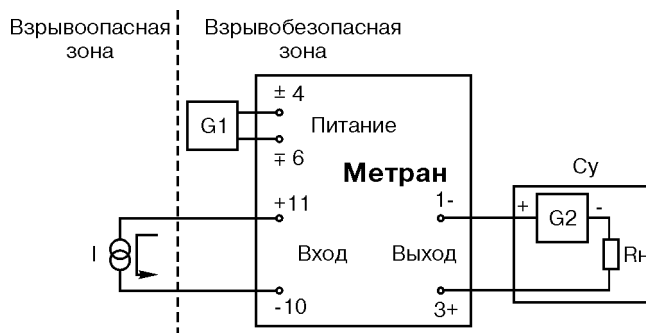 Взрывоопасная
зона
Взрывобезопасная
зона
± 4
G1
Питание
∓ 6
Метран
Су
+11
1-
+
G2
-
I
Вход
Выход
Rн
-10
3+